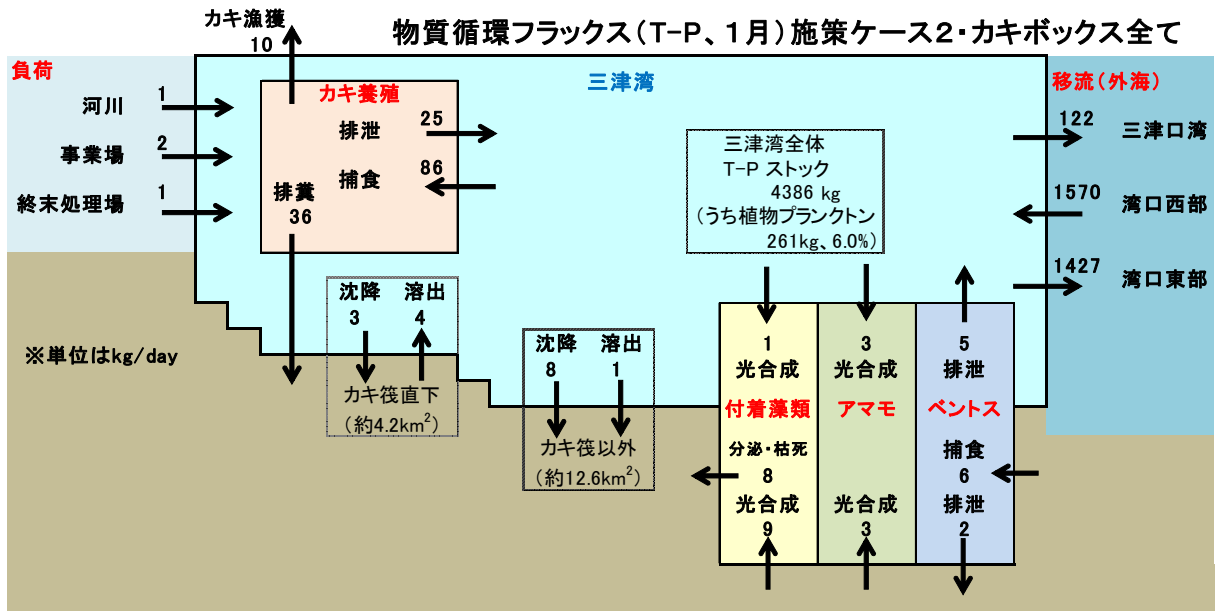 カキ漁獲
10
物質循環フラックス(T-P、1月)施策ケース2・カキボックス全て
負荷
河川
1
事業場
2
終末処理場
1
カキ養殖
排泄
25
捕食
86
排糞
36
三津湾
三津湾全体
T-P ストック
4386 kg
(うち植物プランクトン
261kg、6.0%)
移流(外海)
122
三津口湾
1570
湾口西部
1427
湾口東部
※単位はkg/day
沈降 溶出
3 4
カキ筏直下
(約4.2km²)
沈降 溶出
8 1
カキ筏以外
(約12.6km²)
1
光合成
付着藻類
分泌・枯死
8
光合成
9
3
光合成
アマモ
光合成
3
5
排泄
ベントス
捕食
6
排泄
2